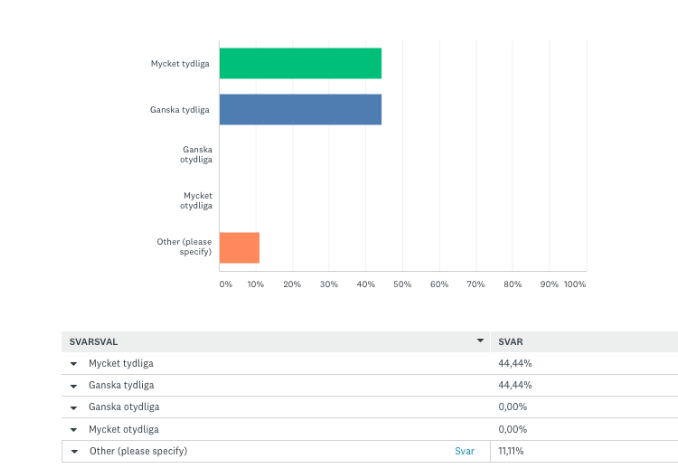 Mycket tydliga
Ganska tydliga
Ganska
otydliga
Mycket
otydliga
Other (please
specify)
0% 10% 20% 30% 40% 50% 60% 70% 80% 90% 100%
SVARSVAL SVAR
Mycket tydliga 44,44%
Ganska tydliga 44,44%
Ganska otydliga 0,00%
Mycket otydliga 0,00%
Other (please specify) Svar 11,11%